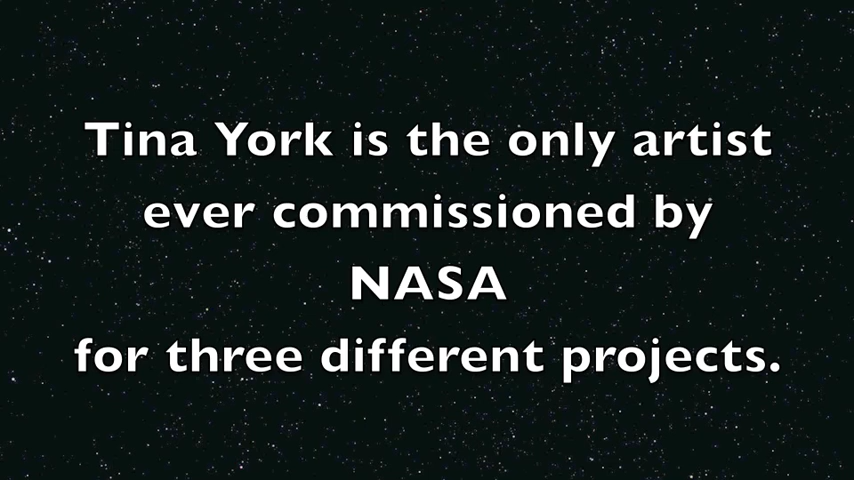 Tina York is the only artist
ever commissioned by
NASA
for three different projects.